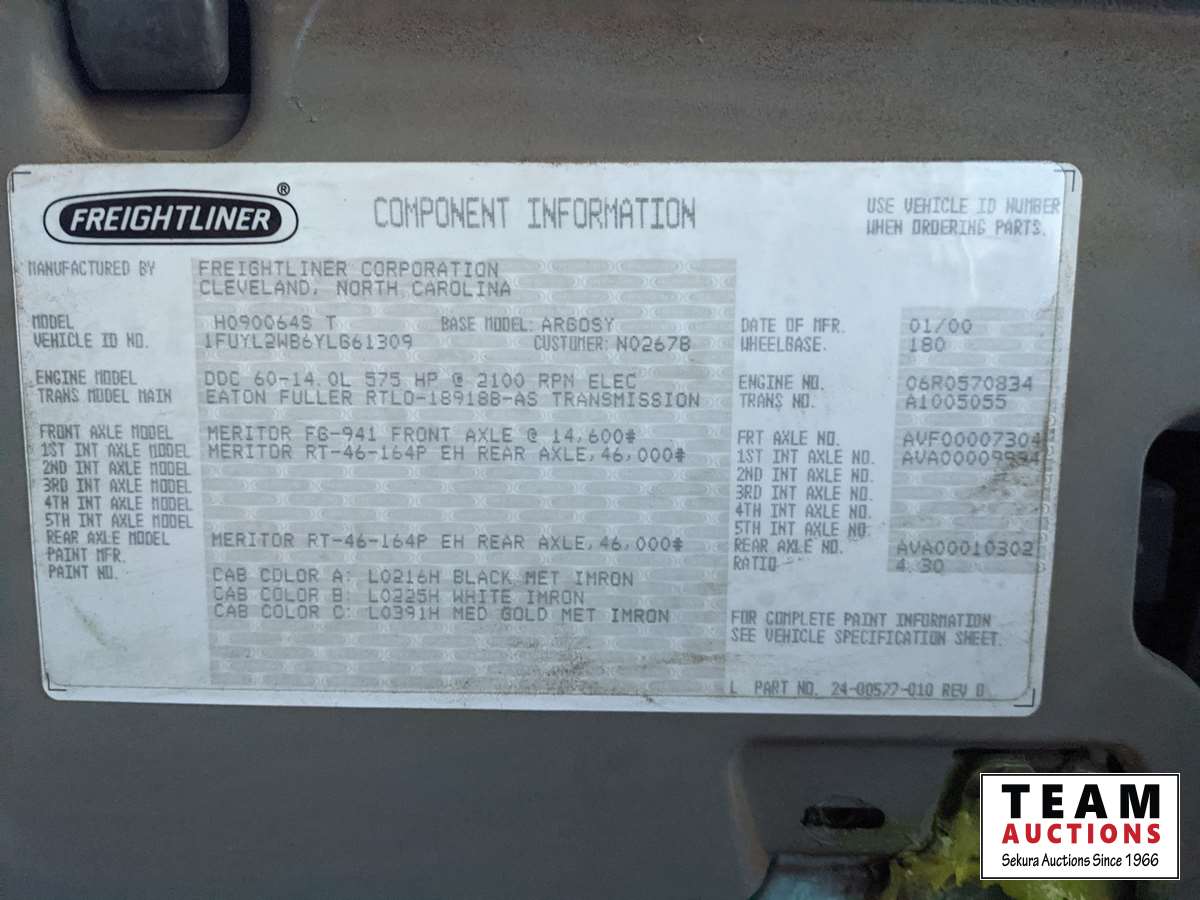 FREIGHTLINER ®
COMPONENT INFORMATION
USE VEHICLE ID NUMBER
WHEN ORDERING PARTS.
MANUFACTURED BY FREIGHTLINER CORPORATION
CLEVELAND, NORTH CAROLINA
MODEL H090064S T BASE MODEL: ARGOSY DATE OF MFR. 01/00
VEHICLE ID NO. 1FUYL2WB6YLG61309 CUSTOMER: N0267B WHEELBASE. 180
ENGINE MODEL DDC 60-14.0L 575 HP @ 2100 RPM ELEC ENGINE NO. 06R0570834
TRANS MODEL MAIN EATON FULLER RTLO-18918B-AS TRANSMISSION TRANS NO. A1005055
FRONT AXLE MODEL MERITOR FG-941 FRONT AXLE @ 14,600# FRT AXLE NO. AVF00007304
1ST INT AXLE MODEL MERITOR RT-46-164P EH REAR AXLE, 46,000# 1ST INT AXLE NO.
2ND INT AXLE MODEL 2ND INT AXLE NO.
3RD INT AXLE MODEL 3RD INT AXLE NO.
4TH INT AXLE MODEL 4TH INT AXLE NO.
5TH INT AXLE MODEL 5TH INT AXLE NO.
REAR AXLE MODEL MERITOR RT-46-164P EH REAR AXLE, 46,000# REAR AXLE NO. AVA00010302
PAINT MFR. RATIO 4.30
PAINT NO. CAB COLOR A: L0216H BLACK MET IMRON
CAB COLOR B: L0225H WHITE IMRON
CAB COLOR C: L0391H MED GOLD MET IMRON
FOR COMPLETE PAINT INFORMATION
SEE VEHICLE SPECIFICATION SHEET.
L PART NO. 24-00577-010 REV D
TEAM
AUCTIONS
Sekura Auctions Since 1966